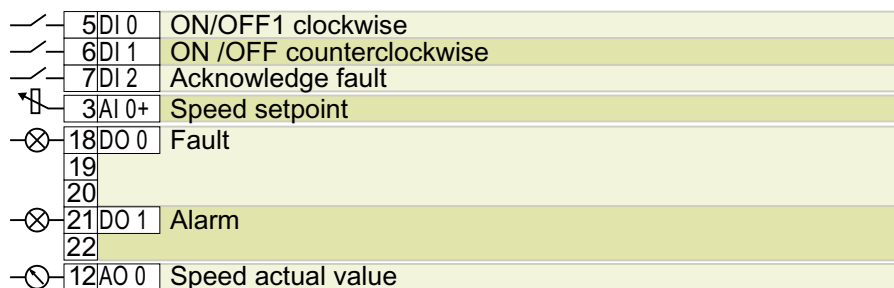 5 DI 0 ON/OFF1 clockwise
6 DI 1 ON /OFF counterclockwise
7 DI 2 Acknowledge fault
3 AI 0+ Speed setpoint
18 DO 0 Fault
19
20
21 DO 1 Alarm
22
12 AO 0 Speed actual value